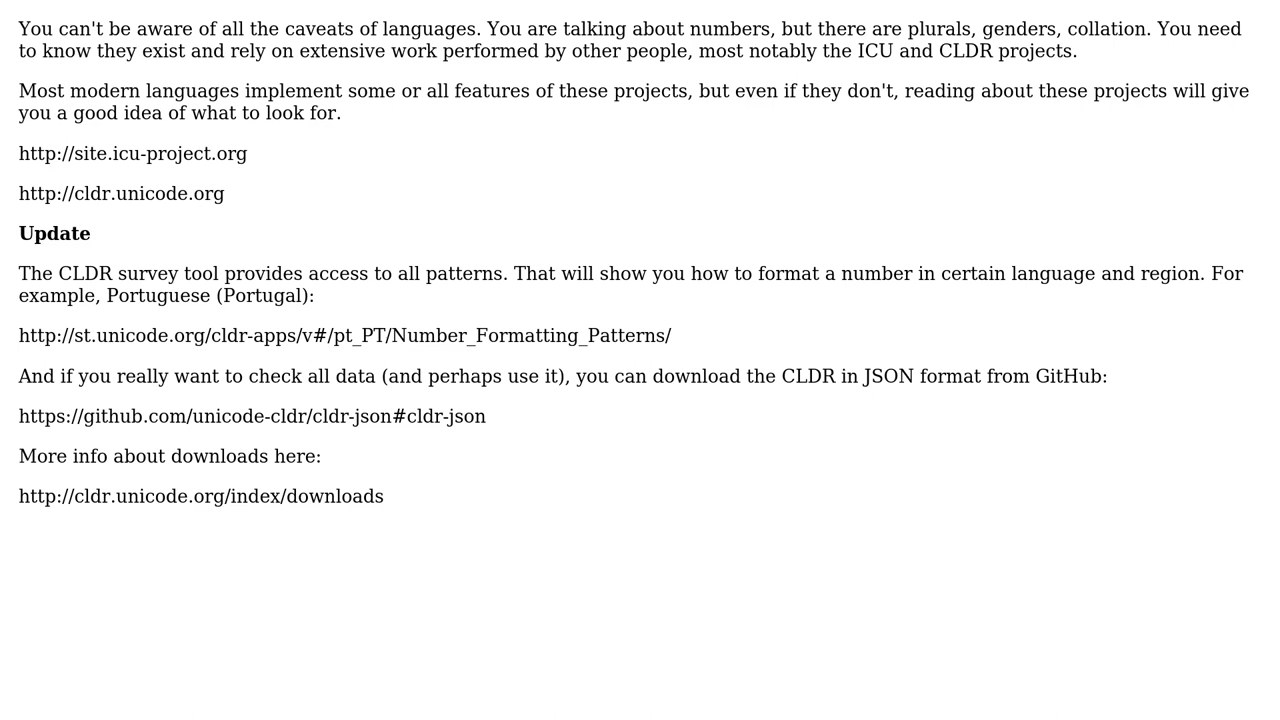 You can't be aware of all the caveats of languages. You are talking about numbers, but there are plurals, genders, collation. You need
to know they exist and rely on extensive work performed by other people, most notably the ICU and CLDR projects.
Most modern languages implement some or all features of these projects, but even if they don't, reading about these projects will give
you a good idea of what to look for.
http://site.icu-project.org
http://cldr.unicode.org
Update
The CLDR survey tool provides access to all patterns. That will show you how to format a number in certain language and region. For
example, Portuguese (Portugal):
http://st.unicode.org/cldr-apps/v#/pt_PT/Number_Formatting_Patterns/
And if you really want to check all data (and perhaps use it), you can download the CLDR in JSON format from GitHub:
https://github.com/unicode-cldr/cldr-json#cldr-json
More info about downloads here:
http://cldr.unicode.org/index/downloads